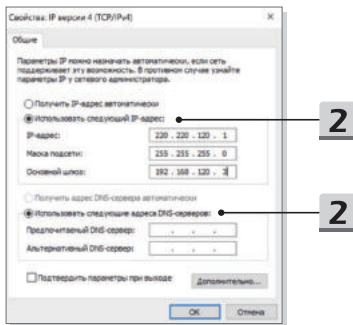 Свойства: IP версии 4 (TCP/IPv4)
Общие
Параметры IP можно назначать автоматически, если сеть
поддерживает эту возможность. В противном случае узнайте
параметры IP у сетевого администратора.
Получить IP-адрес автоматически
Использовать следующий IP-адрес:
2
IP-адрес: 220 . 220 . 120 . 1
Маска подсети: 255 . 255 . 255 . 0
Основной шлюз: 192 . 168 . 120 . 3
Получить адрес DNS-сервера автоматически
Использовать следующие адреса DNS-серверов:
2
Предпочитаемый DNS-сервер: . . .
Альтернативный DNS-сервер: . . .
Подтвердить параметры при выходе
Дополнительно...
OK Отмена